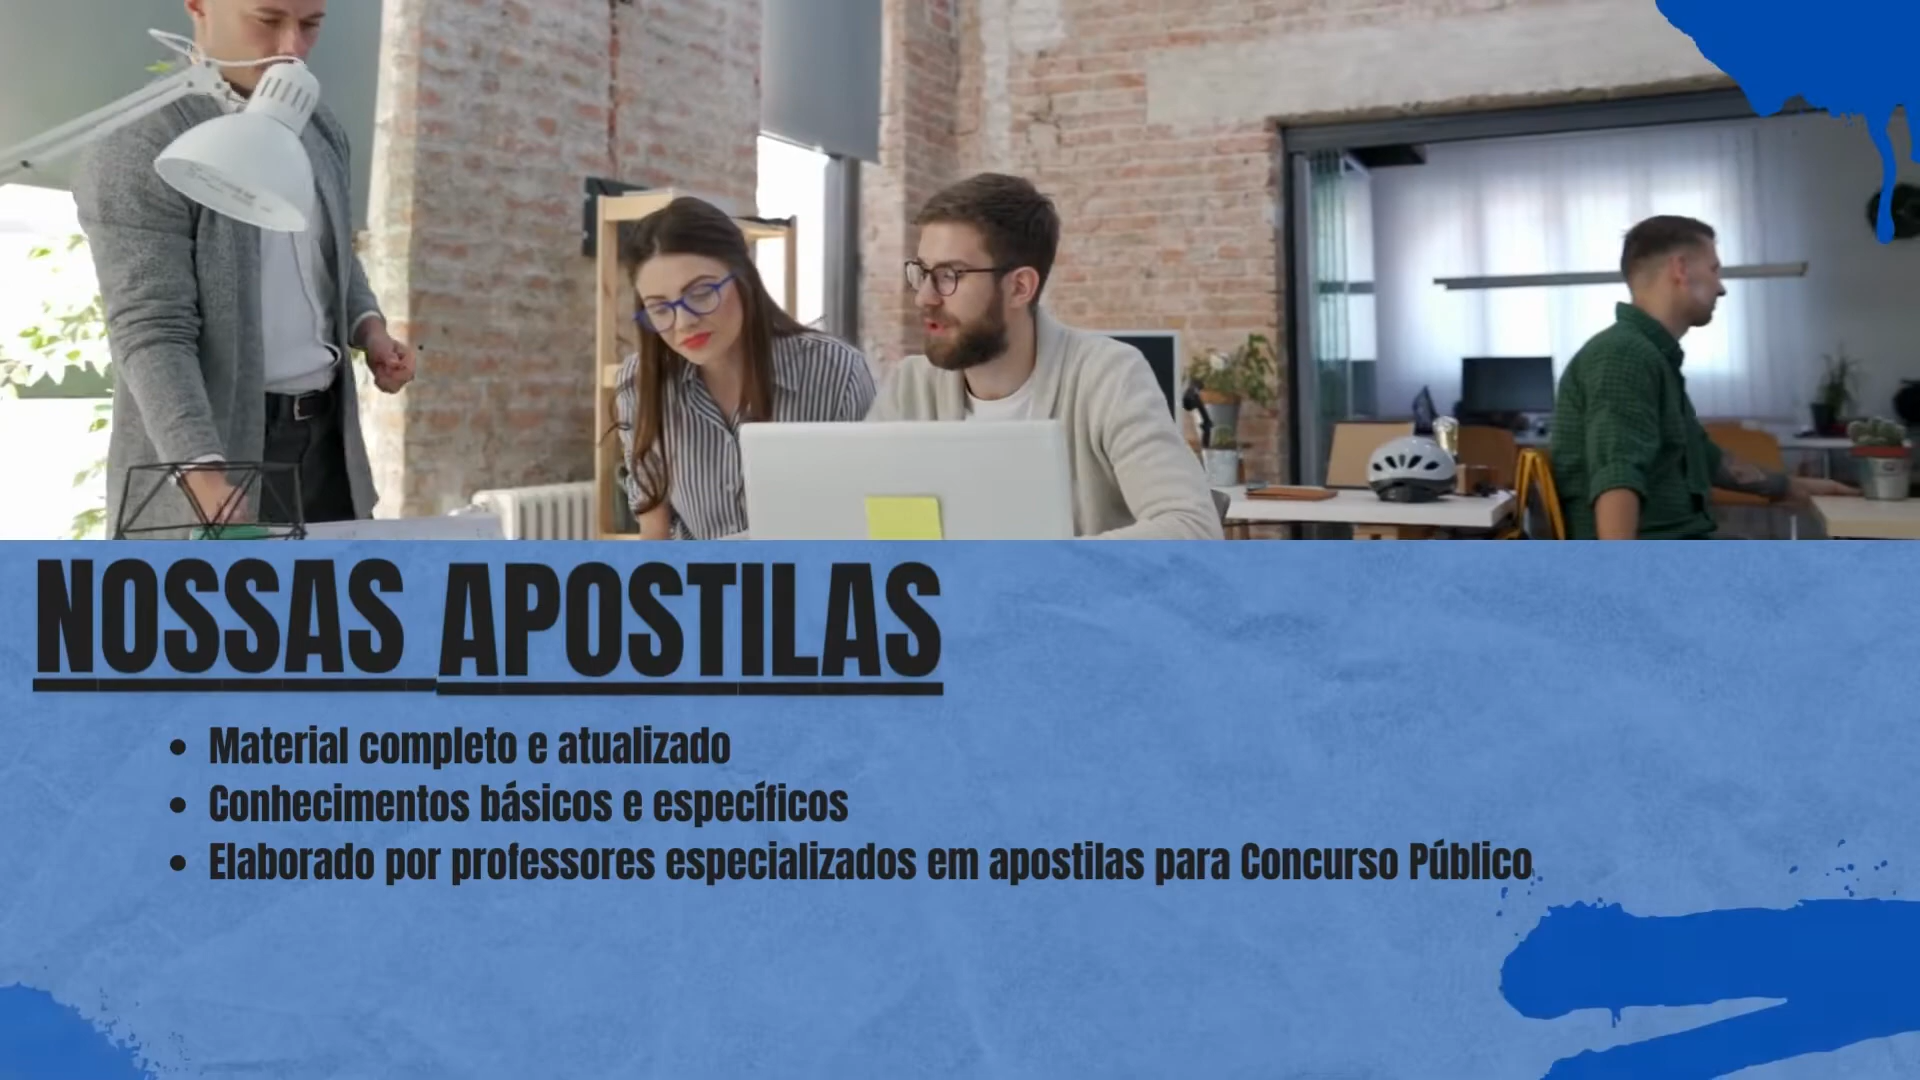 NOSSAS APOSTILAS
• Material completo e atualizado
• Conhecimentos básicos e específicos
• Elaborado por professores especializados em apostilas para Concurso Público